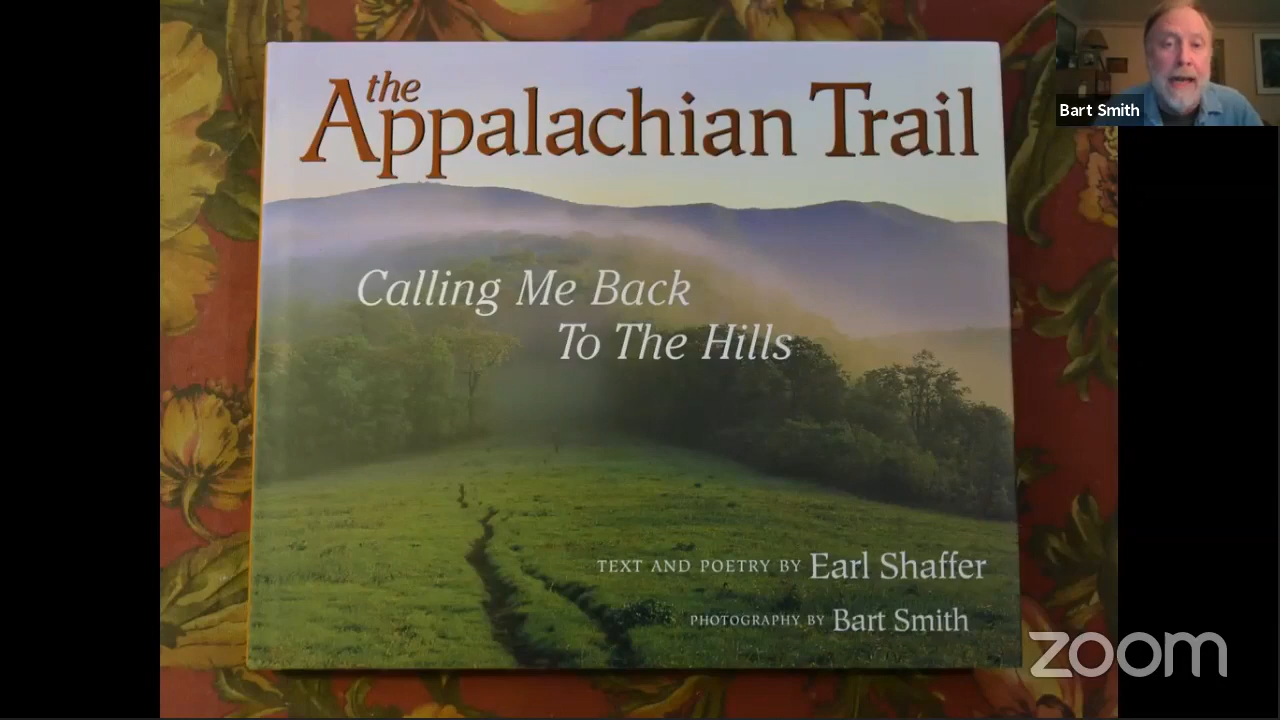 the
Appalachian Trail
Calling Me Back
To The Hills
TEXT AND POETRY BY Earl Shaffer
PHOTOGRAPHY BY Bart Smith
Bart Smith
zoom